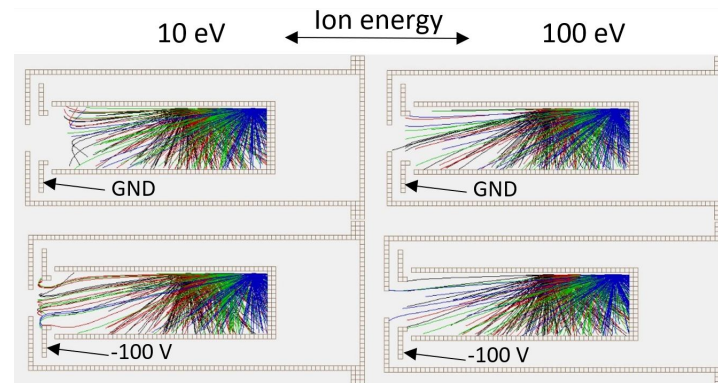 Ion energy
10 eV
100 eV
GND
GND
-100 V
-100 V